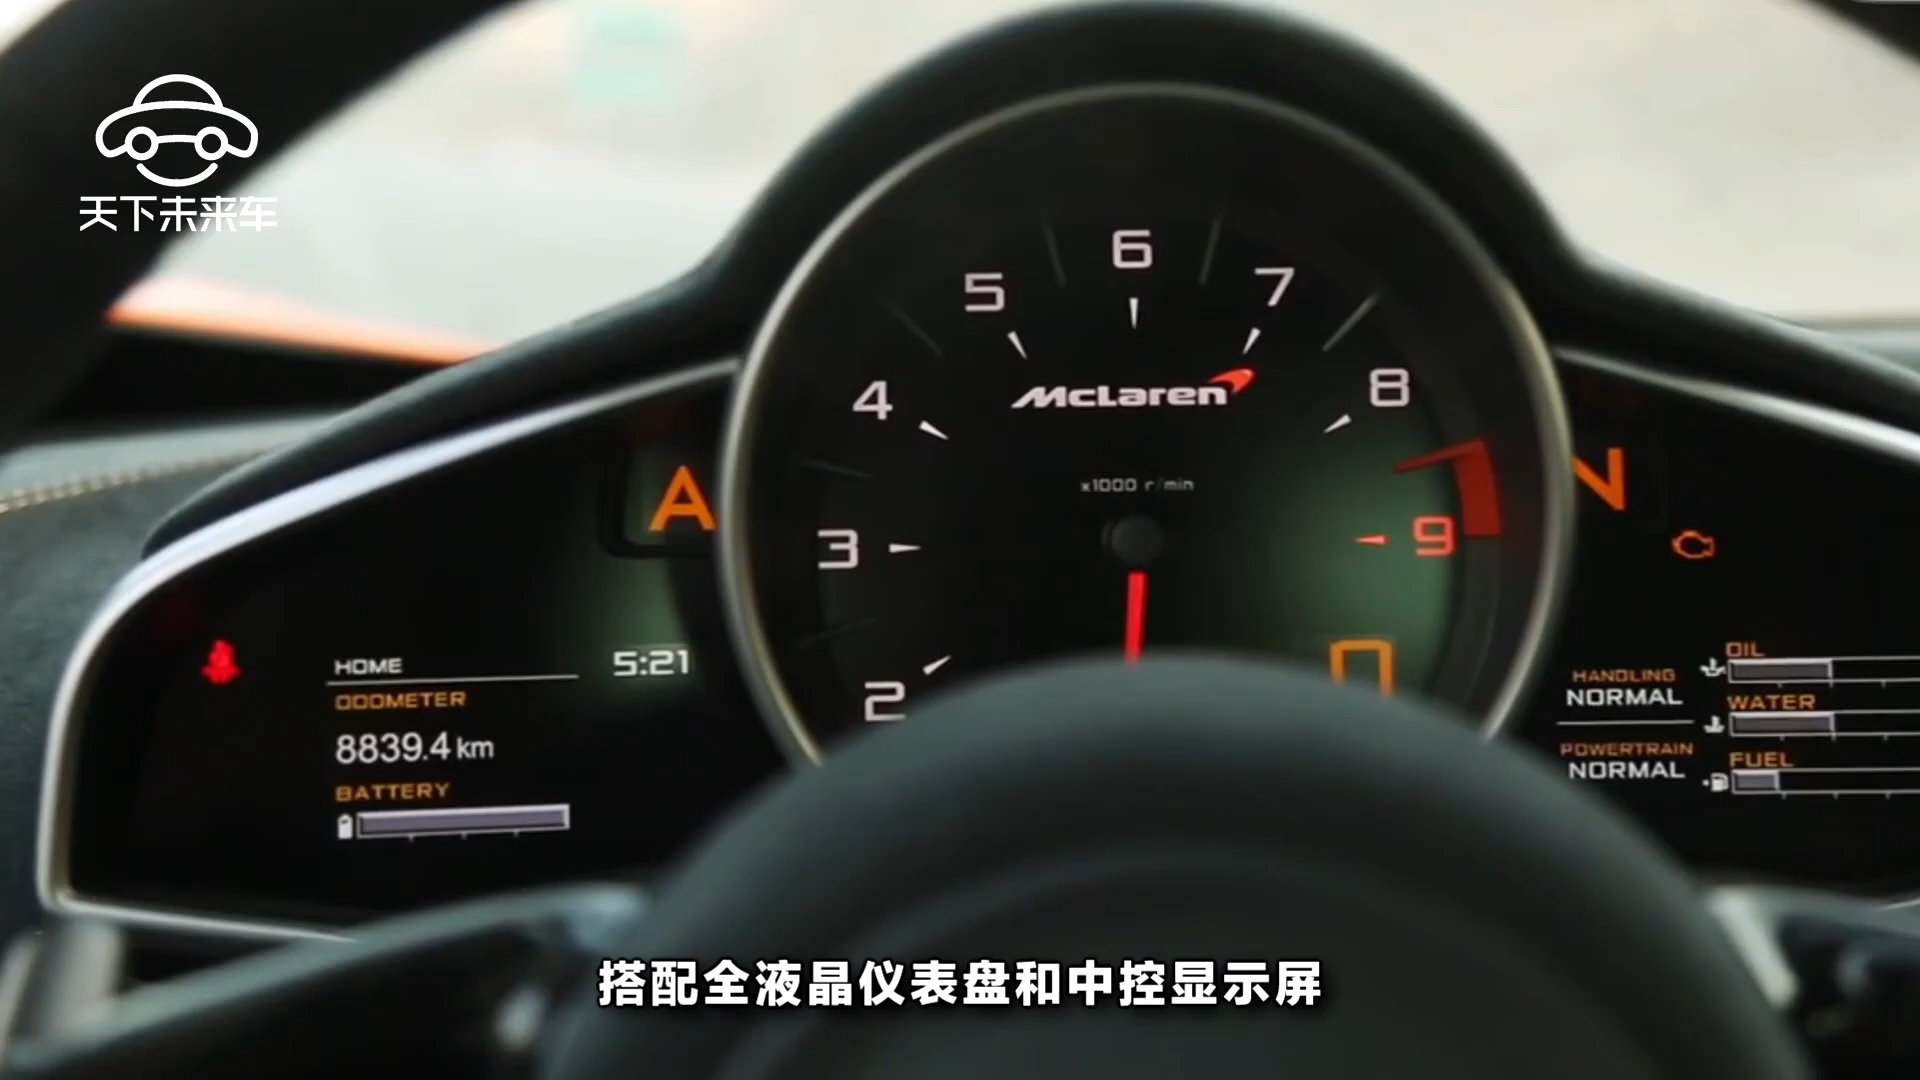 天下未来车
6
5
7
4
8
McLaren
x1000 r/min
A
N
3
9
2
HOME
5:21
ODOMETER
8839.4 km
BATTERY
HANDLING
NORMAL
POWERTRAIN
NORMAL
OIL
WATER
FUEL
搭配全液晶仪表盘和中控显示屏